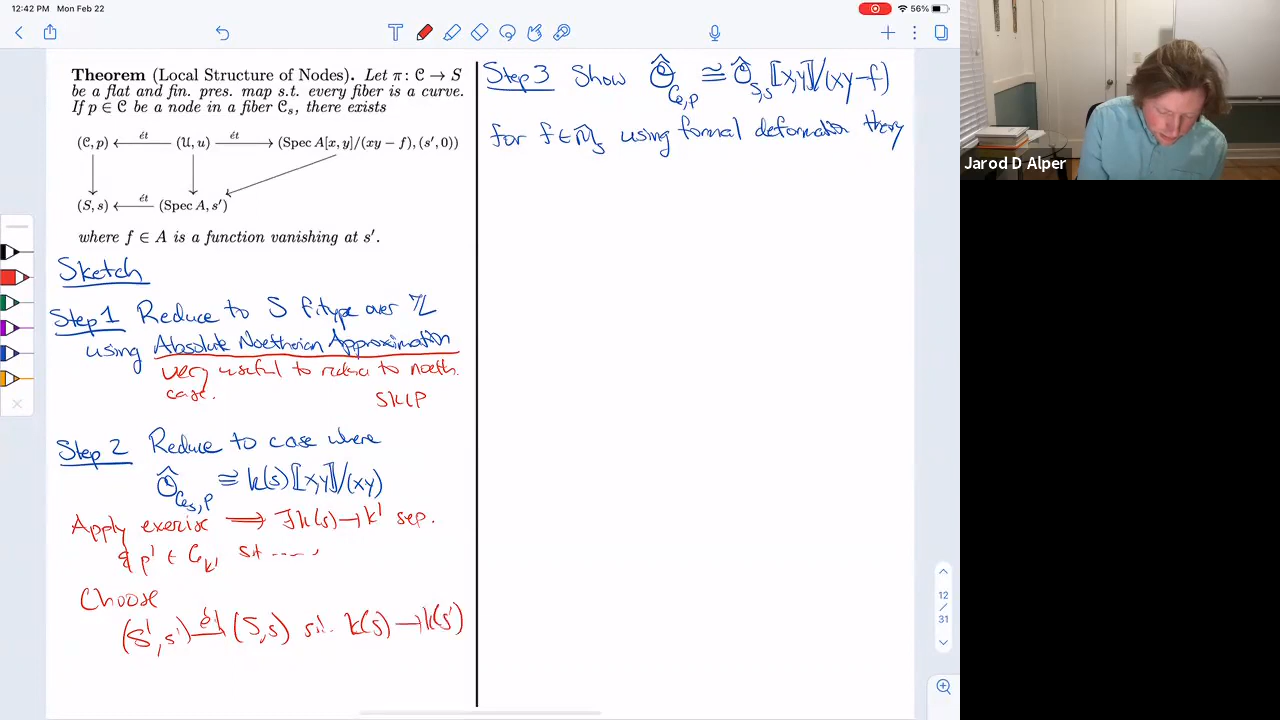 12:42 PM Mon Feb 22
56%
Theorem (Local Structure of Nodes). Let π: C → S
be a flat and fin. pres. map s.t. every fiber is a curve.
If p ∈ C be a node in a fiber C_s, there exists
(C, p) ←ét (U, u) ét→ (Spec A[x, y]/(xy − f), (s′, 0))
(S, s) ←ét (Spec A, s′)
where f ∈ A is a function vanishing at s′.
Sketch
Step 1 Reduce to S f.type over ℤ
using Absolute Noetherian Approximation
very useful to reduce to noeth.
case.
SKIP
Step 2 Reduce to case where
Ô_{C_s,p} ≅ k(s)⟦x,y⟧/(xy)
Apply exercise ⟹ ∃ k(s) → k' sep.
& p' ∈ C_{k'} s.t. ....
Choose
(S', s') ét→ (S, s) s.t. k(s) → k(s')
Step 3 Show Ô_{C,p} ≅ Ô_{S,s}⟦x,y⟧/(xy−f)
for f ∈ m̂_s using formal deformation theory
Jarod D Alper
12
/
31